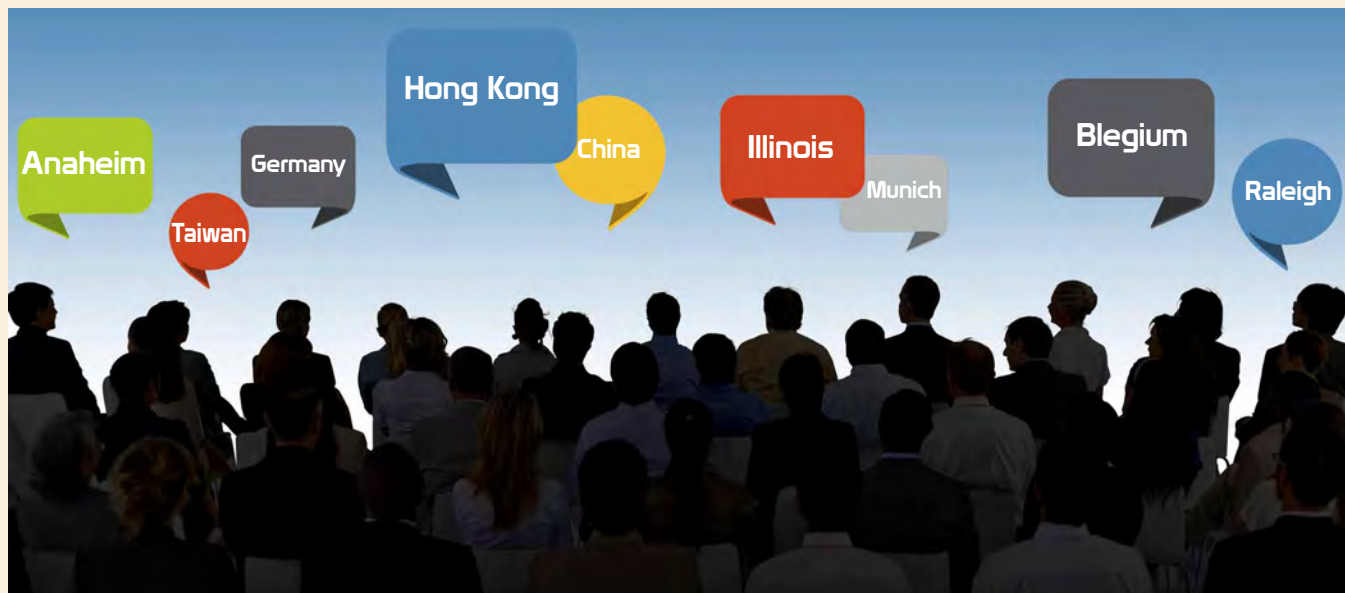 Anaheim
Taiwan
Germany
Hong Kong
China
Illinois
Munich
Blegium
Raleigh